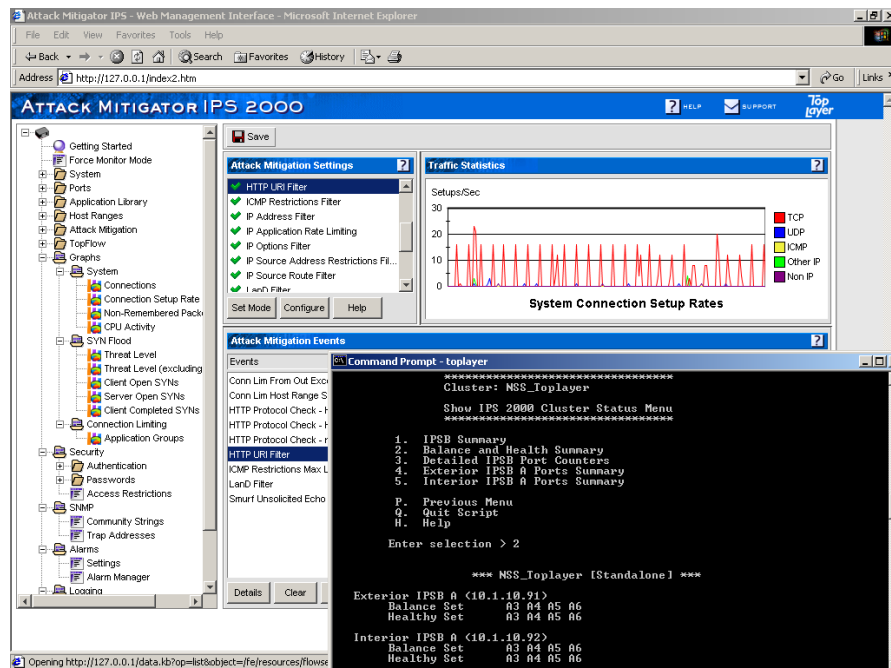 Attack Mitigator IPS - Web Management Interface - Microsoft Internet Explorer
File Edit View Favorites Tools Help
Back Search Favorites History
Address http://127.0.0.1/index2.htm Go Links
ATTACK MITIGATOR IPS 2000 ? HELP SUPPORT Top Layer
Getting Started
Force Monitor Mode
System
Ports
Application Library
Host Ranges
Attack Mitigation
TopFlow
Graphs
System
Connections
Connection Setup Rate
Non-Remembered Pack
CPU Activity
SYN Flood
Threat Level
Threat Level (excluding
Client Open SYNs
Server Open SYNs
Client Completed SYNs
Connection Limiting
Application Groups
Security
Authentication
Passwords
Access Restrictions
SNMP
Community Strings
Trap Addresses
Alarms
Settings
Alarm Manager
Logging
Save
Attack Mitigation Settings ?
HTTP URI Filter
ICMP Restrictions Filter
IP Address Filter
IP Application Rate Limiting
IP Options Filter
IP Source Address Restrictions Fil...
IP Source Route Filter
LanD Filter
Set Mode Configure Help
Traffic Statistics ?
Setups/Sec
30
20
10
0
TCP
UDP
ICMP
Other IP
Non IP
System Connection Setup Rates
Attack Mitigation Events ?
Events
Conn Lim From Out Exce
Conn Lim Host Range S
HTTP Protocol Check - H
HTTP Protocol Check - H
HTTP Protocol Check - r
HTTP URI Filter
ICMP Restrictions Max L
LanD Filter
Smurf Unsolicited Echo
Details Clear
Command Prompt - toplayer
**********************************
Cluster: NSS_Toplayer
Show IPS 2000 Cluster Status Menu
**********************************
1. IPSB Summary
2. Balance and Health Summary
3. Detailed IPSB Port Counters
4. Exterior IPSB A Ports Summary
5. Interior IPSB A Ports Summary
P. Previous Menu
Q. Quit Script
H. Help
Enter selection > 2
*** NSS_Toplayer [Standalone] ***
Exterior IPSB A (10.1.10.91)
Balance Set A3 A4 A5 A6
Healthy Set A3 A4 A5 A6
Interior IPSB A (10.1.10.92)
Balance Set A3 A4 A5 A6
Healthy Set A3 A4 A5 A6
Opening http://127.0.0.1/data.kb?op=list&object=/fe/resources/flowse